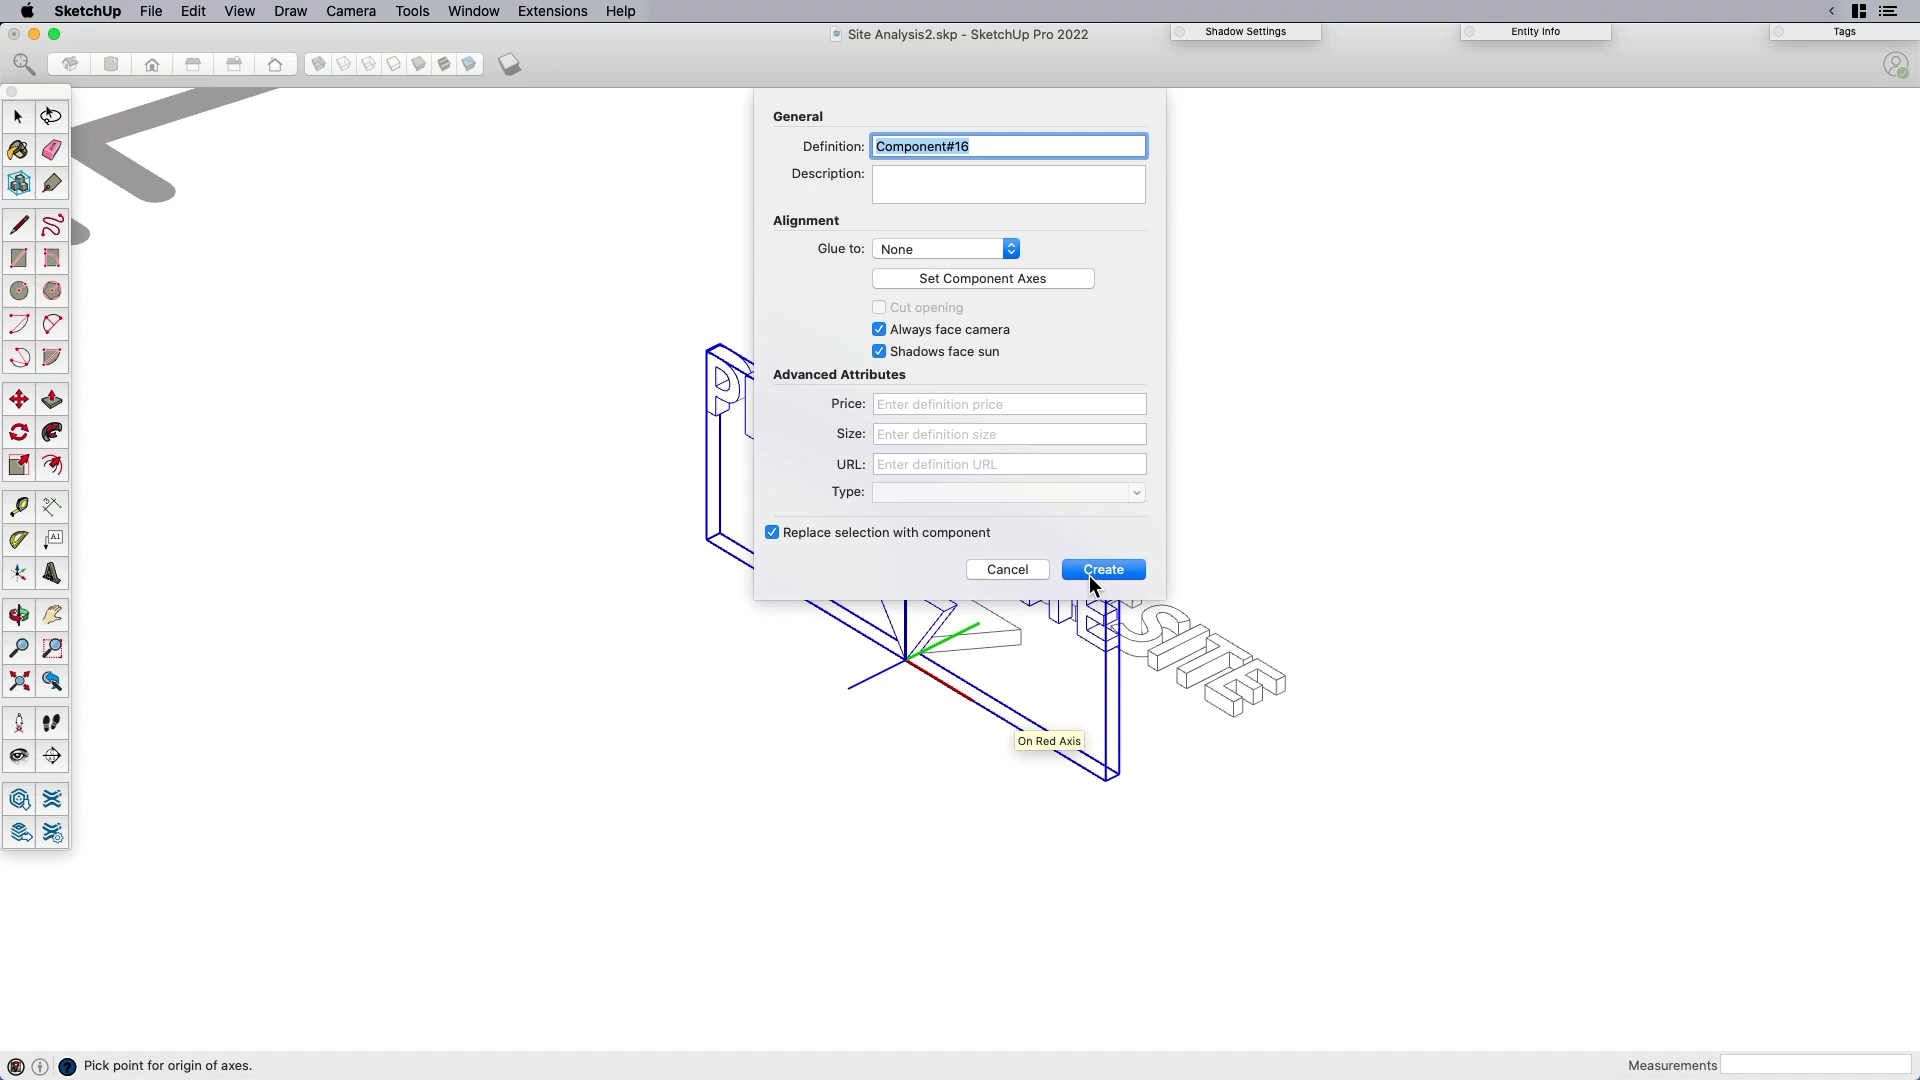 SketchUp File Edit View Draw Camera Tools Window Extensions Help
Site Analysis2.skp - SketchUp Pro 2022
Shadow Settings
Entity Info
Tags
General
Definition: Component#16
Description:
Alignment
Glue to: None
Set Component Axes
Cut opening
Always face camera
Shadows face sun
Advanced Attributes
Price: Enter definition price
Size: Enter definition size
URL: Enter definition URL
Type:
Replace selection with component
Cancel Create
A1
P
SITE
On Red Axis
Pick point for origin of axes.
Measurements